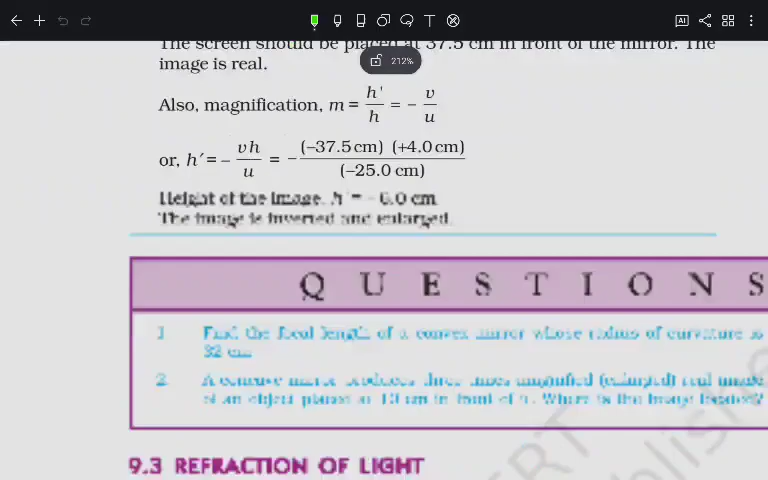 T
AI
The screen should be placed at 37.5 cm in front of the mirror. The
212%
image is real.
Also, magnification, m = h' / h = – v / u
or, h′ = – vh / u = – (–37.5 cm) (+4.0 cm) / (–25.0 cm)
Height of the image, h′ = – 6.0 cm
The image is inverted and enlarged.
Q U E S T I O N S
1 Find the focal length of a convex mirror whose radius of curvature is
32 cm
2 A concave mirror produces three times magnified (enlarged) real image
of an object placed at 10 cm in front of it. Where is the image located?
9.3 REFRACTION OF LIGHT